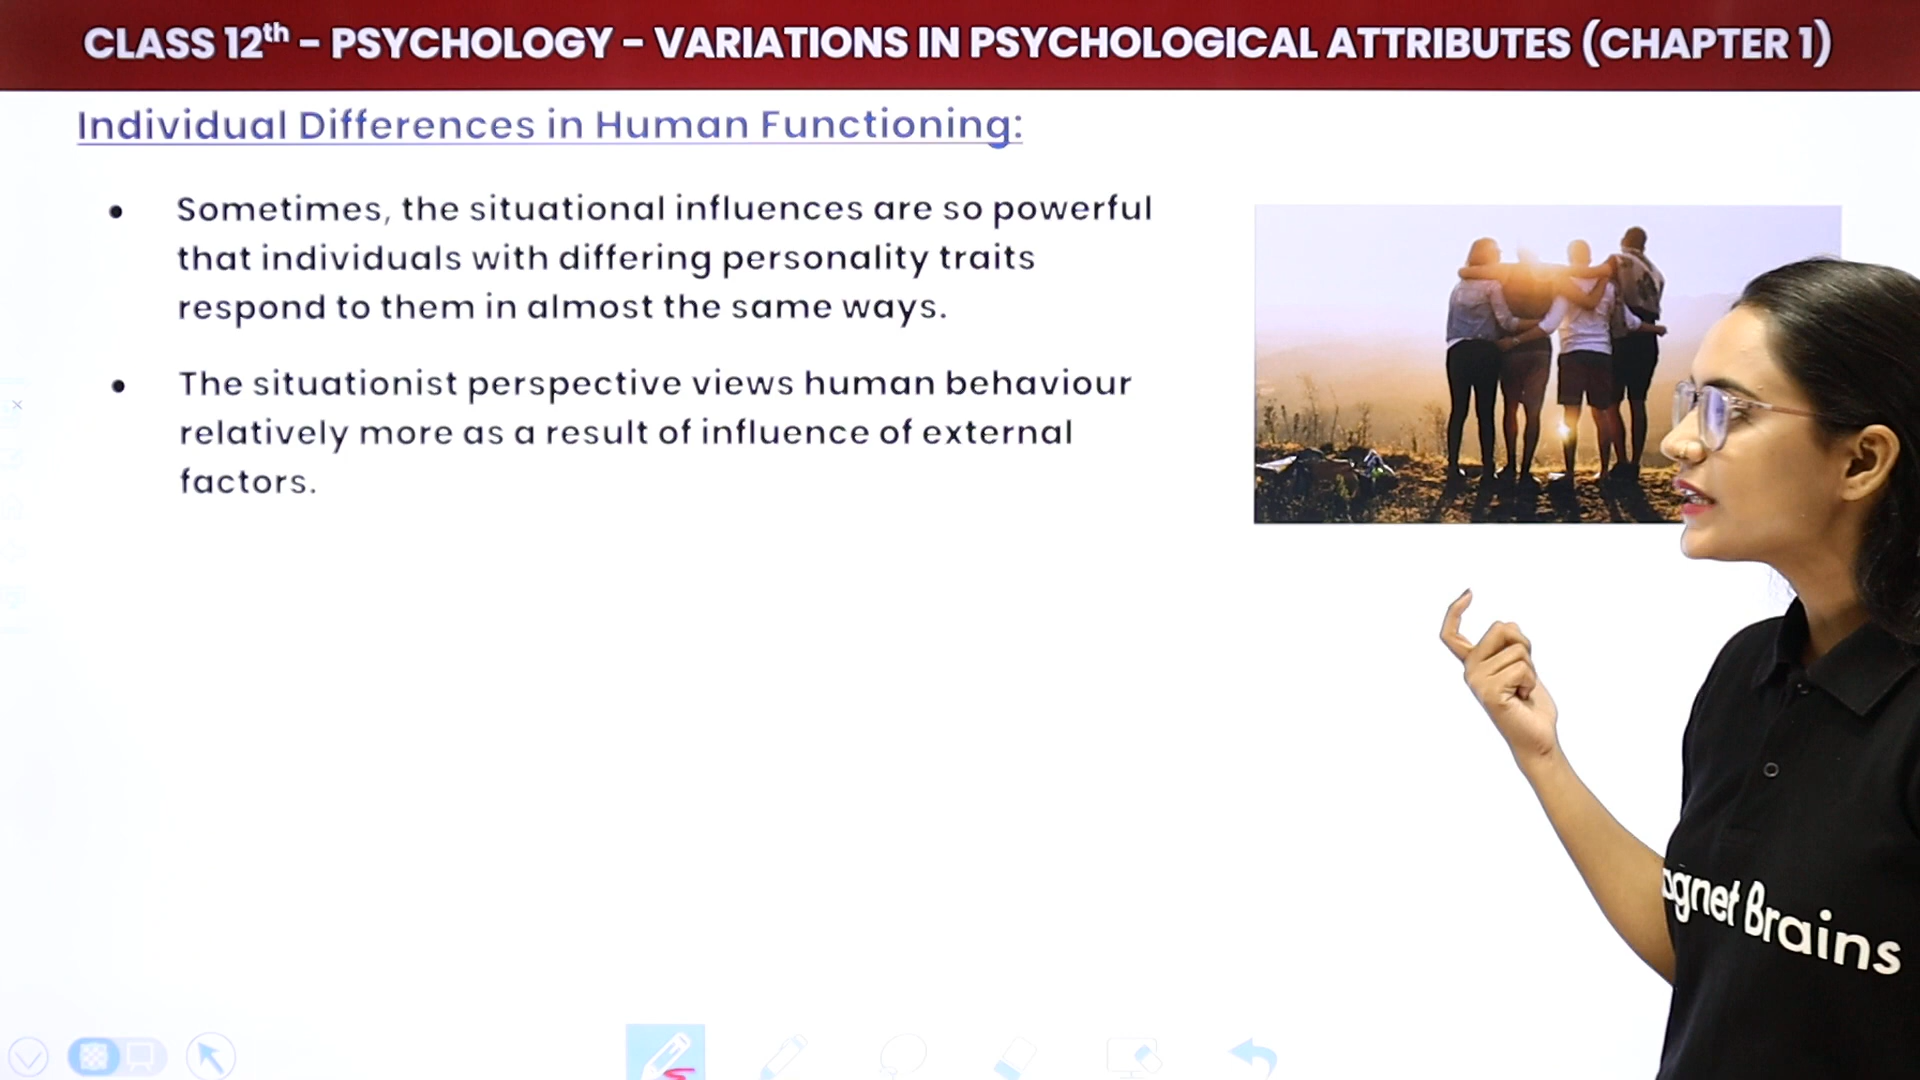 CLASS 12th – PSYCHOLOGY – VARIATIONS IN PSYCHOLOGICAL ATTRIBUTES (CHAPTER 1)
Individual Differences in Human Functioning:
• Sometimes, the situational influences are so powerful
that individuals with differing personality traits
respond to them in almost the same ways.
• The situationist perspective views human behaviour
relatively more as a result of influence of external
factors.
Brains